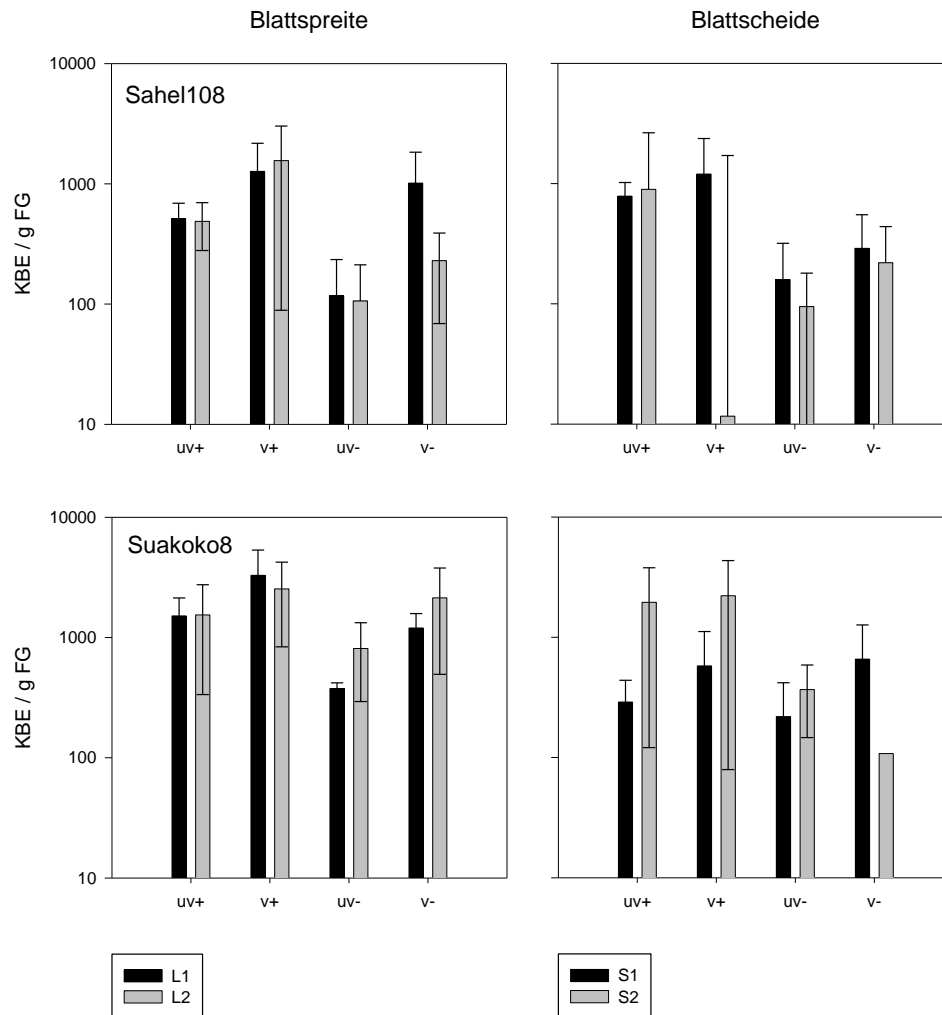 Blattspreite
Blattscheide
10000
1000
100
10
KBE / g FG
Sahel108
uv+ v+ uv- v-
uv+ v+ uv- v-
10000
1000
100
10
KBE / g FG
Suakoko8
uv+ v+ uv- v-
uv+ v+ uv- v-
L1
L2
S1
S2